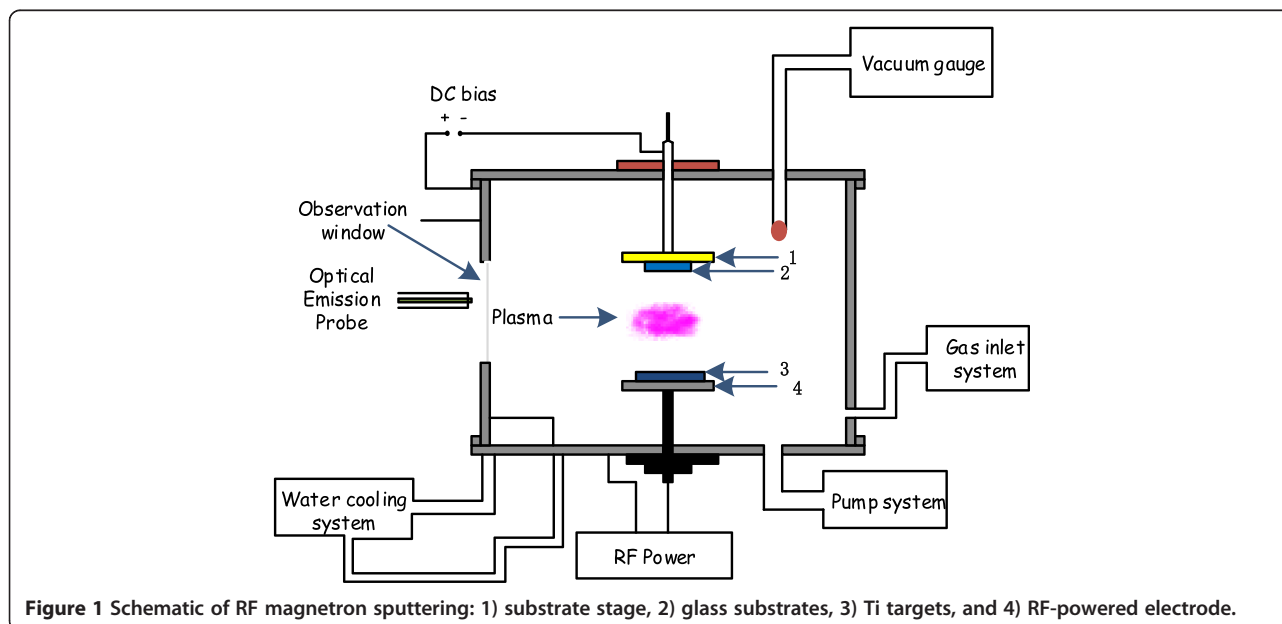 Vacuum gauge
DC bias
+ -
Observation
window
1
2
Optical
Emission
Probe
Plasma
3
4
Gas inlet
system
Water cooling
system
Pump system
RF Power
Figure 1 Schematic of RF magnetron sputtering: 1) substrate stage, 2) glass substrates, 3) Ti targets, and 4) RF-powered electrode.